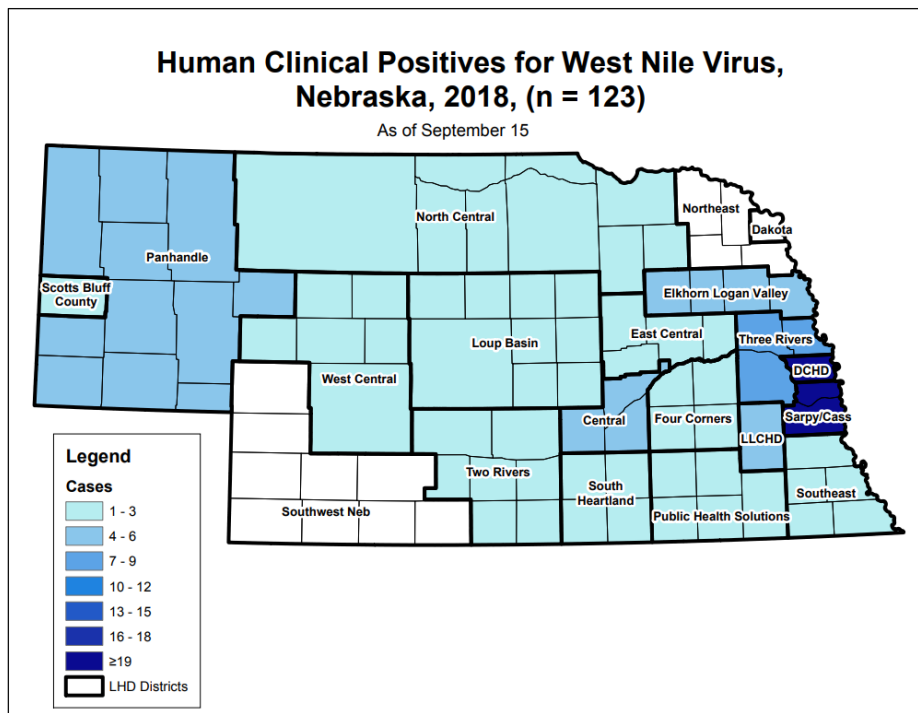 Human Clinical Positives for West Nile Virus,
Nebraska, 2018, (n = 123)
As of September 15
North Central
Northeast
Dakota
Panhandle
Scotts Bluff
County
Elkhorn Logan Valley
East Central
Three Rivers
Loup Basin
West Central
DCHD
Sarpy/Cass
Central
Four Corners
LLCHD
Two Rivers
South
Heartland
Southeast
Southwest Neb
Public Health Solutions
Legend
Cases
1 - 3
4 - 6
7 - 9
10 - 12
13 - 15
16 - 18
≥19
LHD Districts